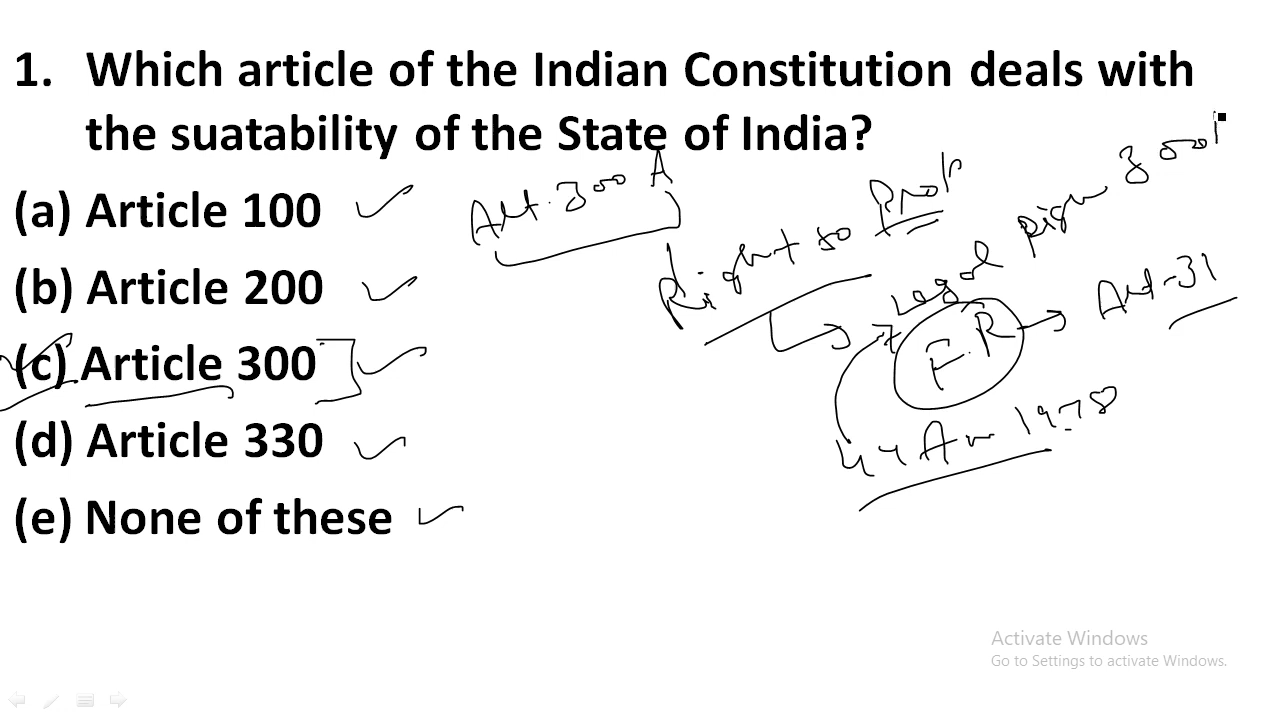 1. Which article of the Indian Constitution deals with
the suatability of the State of India?
(a) Article 100
(b) Article 200
(c) Article 300
(d) Article 330
(e) None of these
Art. 300 A
Right to
Legal Right 300
F.R
Art-31
44 Am 1978
Activate Windows
Go to Settings to activate Windows.